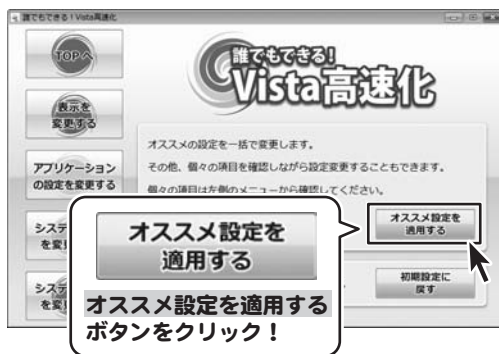 誰でもできる!Vista高速化
TOPへ
誰でもできる!
Vista高速化
表示を
変更する
オススメの設定を一括で変更します。
その他、個々の項目を確認しながら設定変更することもできます。
個々の項目は左側のメニューから確認してください。
アプリケーション
の設定を変更する
オススメ設定を
適用する
システ
を変
オススメ設定を
適用する
オススメ設定を適用する
ボタンをクリック!
初期設定に
戻す
システ
を変